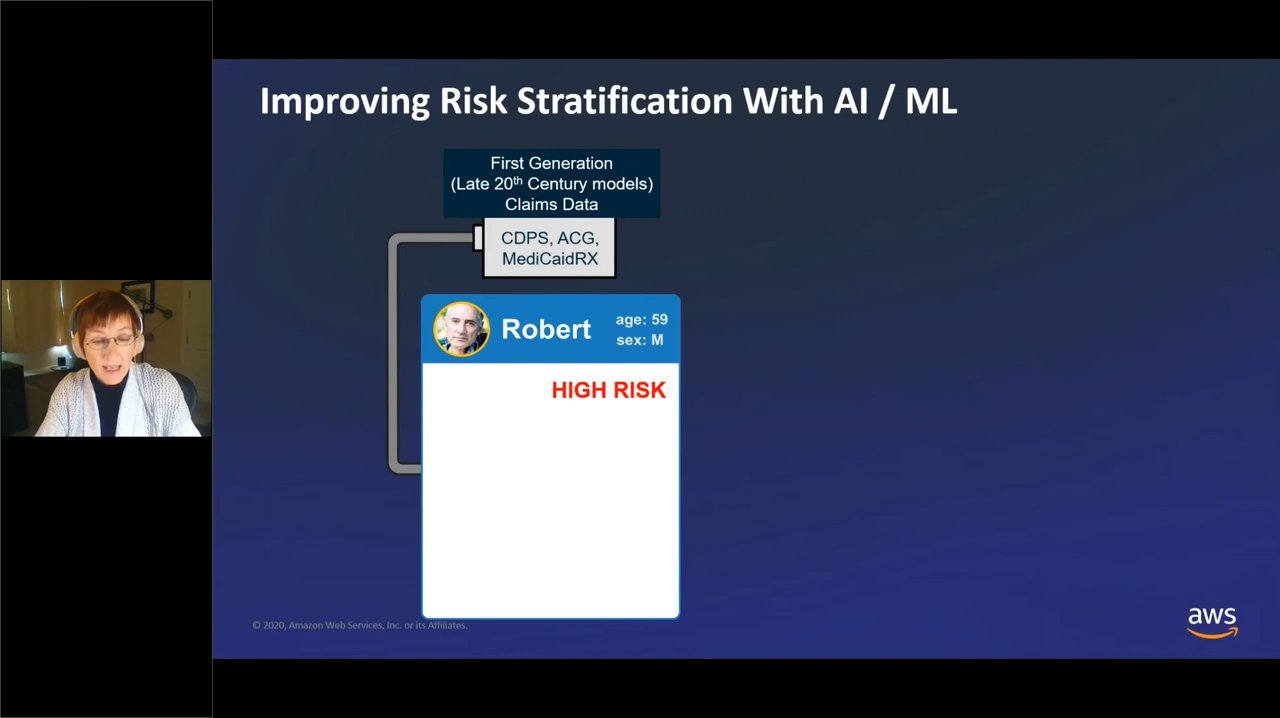 Improving Risk Stratification With AI / ML
First Generation
(Late 20th Century models)
Claims Data
CDPS, ACG,
MediCaidRX
Robert
age: 59
sex: M
HIGH RISK
© 2020, Amazon Web Services, Inc. or its Affiliates.
aws